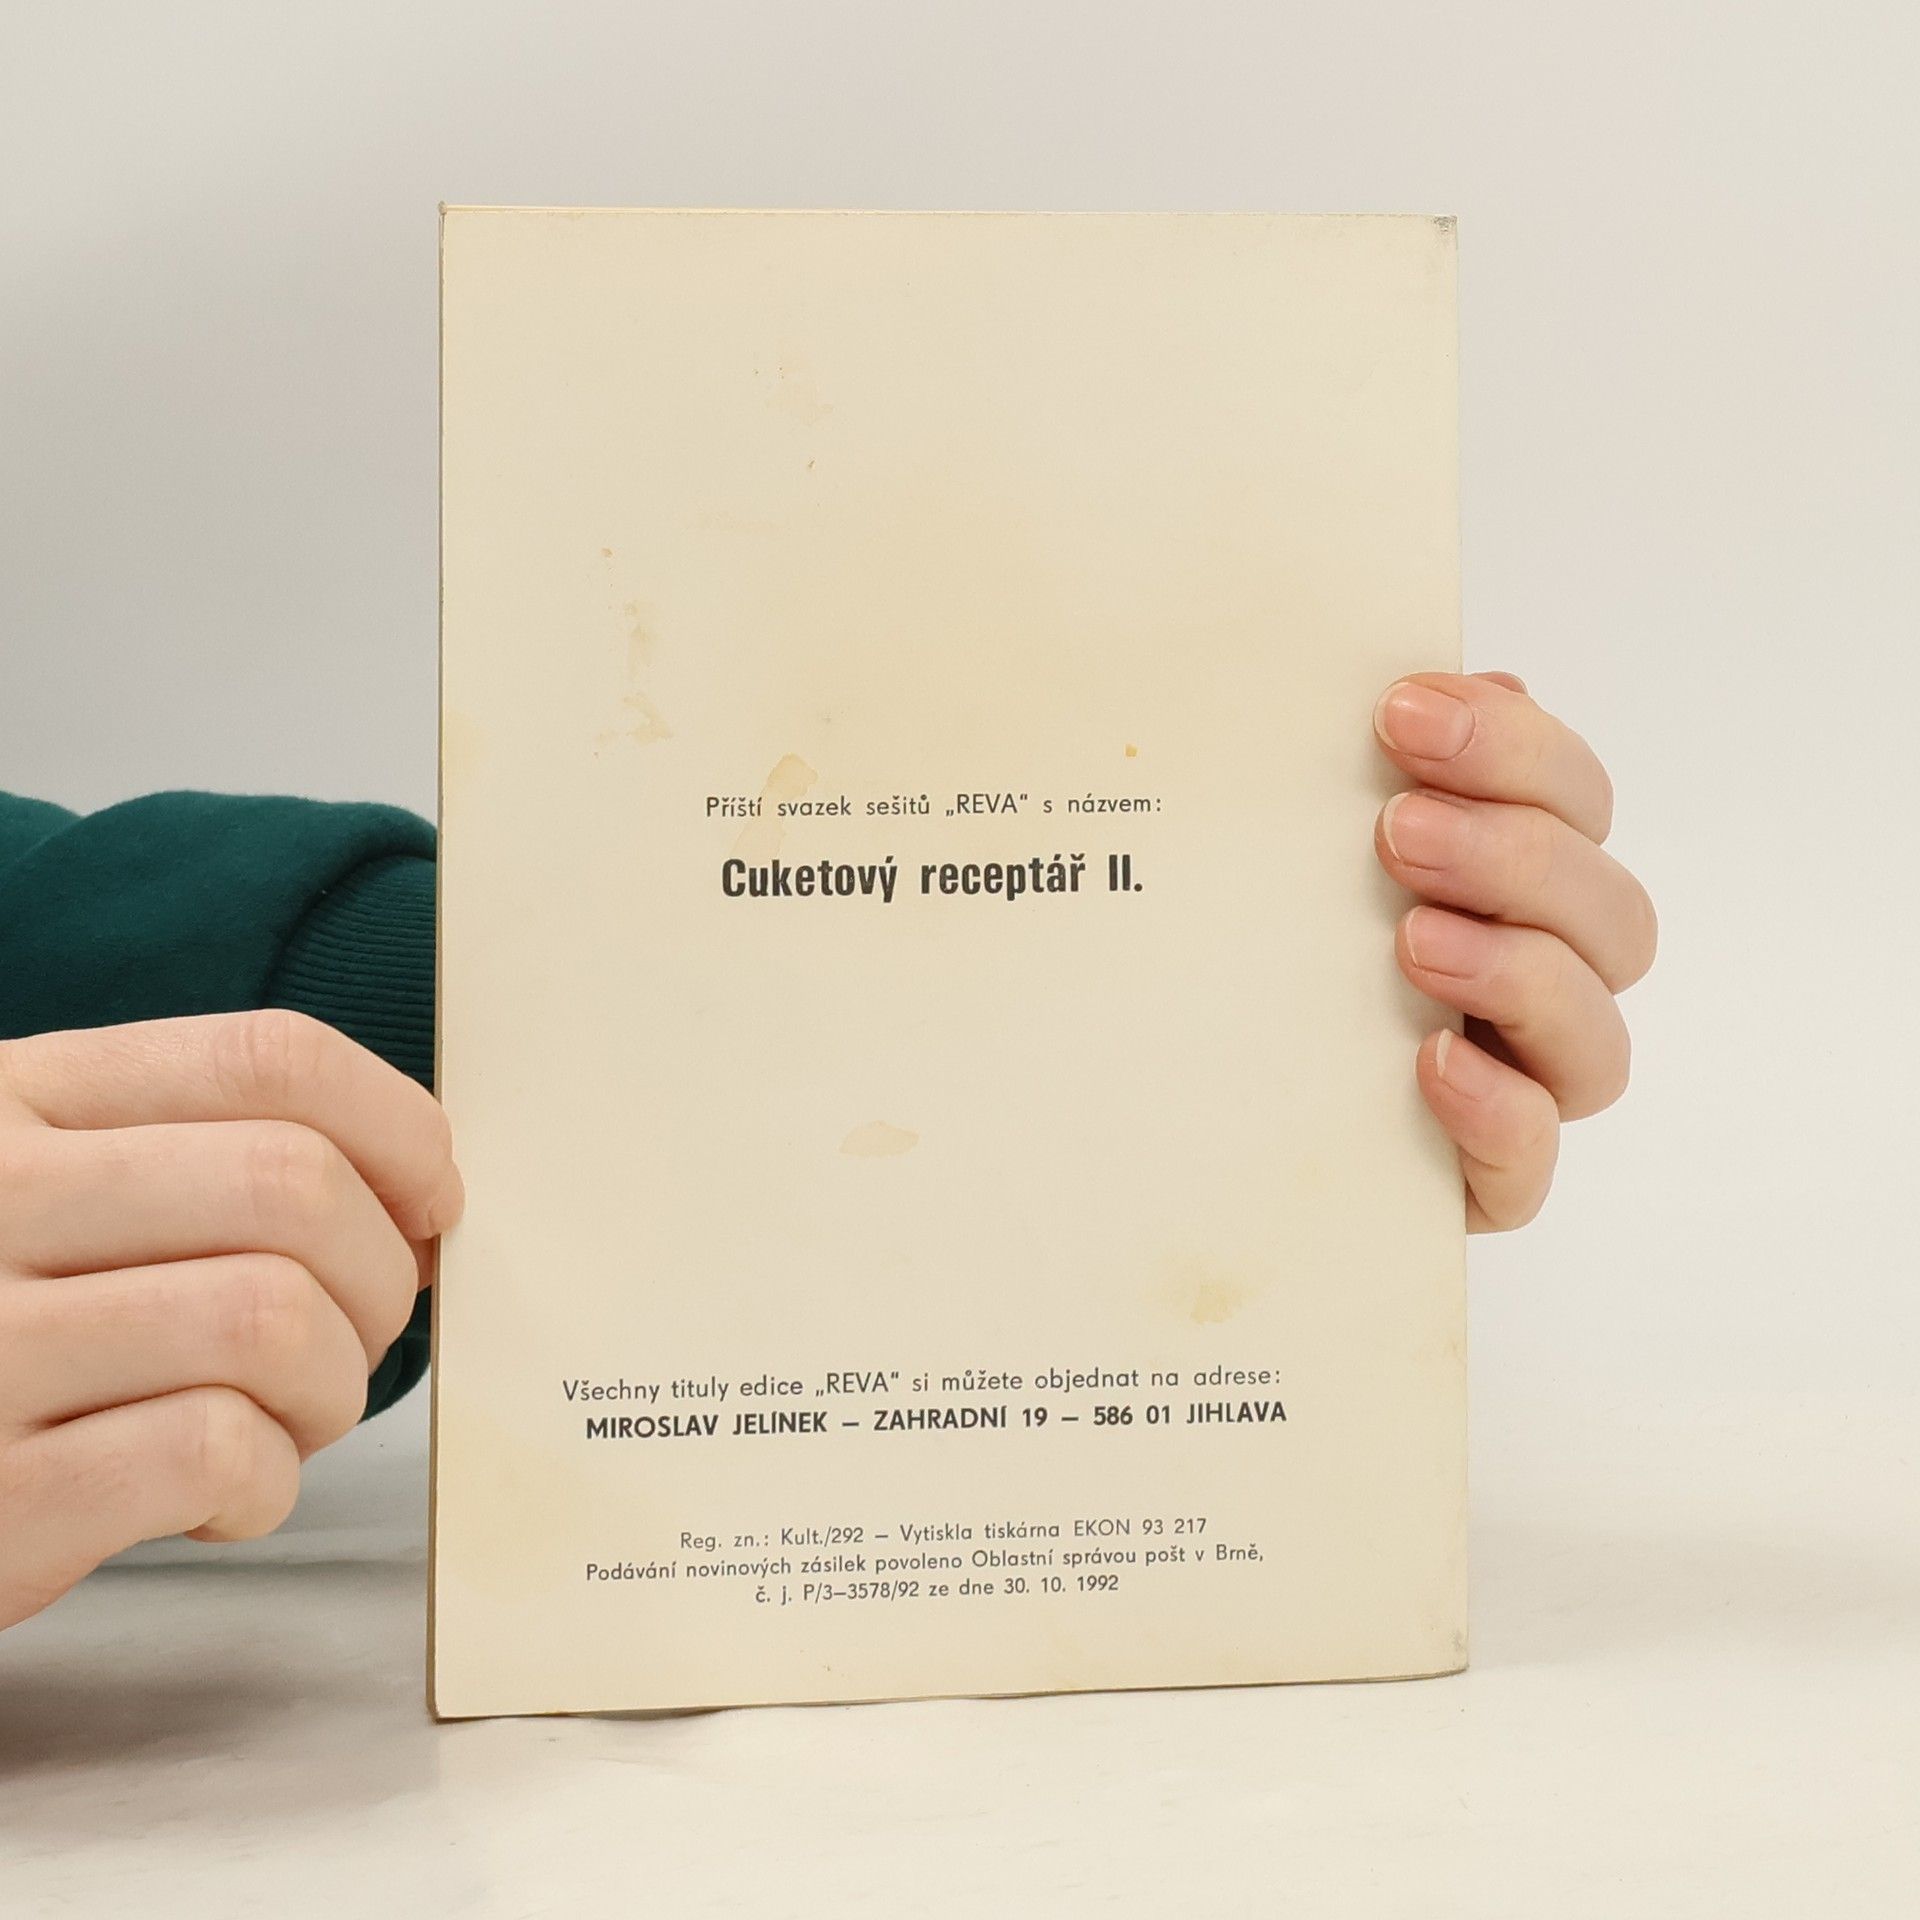 Příští svazek sešitů „REVA“ s názvem:
Cuketový receptář II.
Všechny tituly edice „REVA“ si můžete objednat na adrese:
MIROSLAV JELÍNEK – ZAHRADNÍ 19 – 586 01 JIHLAVA
Reg. zn.: Kult./292 – Vytiskla tiskárna EKON 93 217
Podávání novinových zásilek povoleno Oblastní správou pošt v Brně,
č. j. P/3–3578/92 ze dne 30. 10. 1992